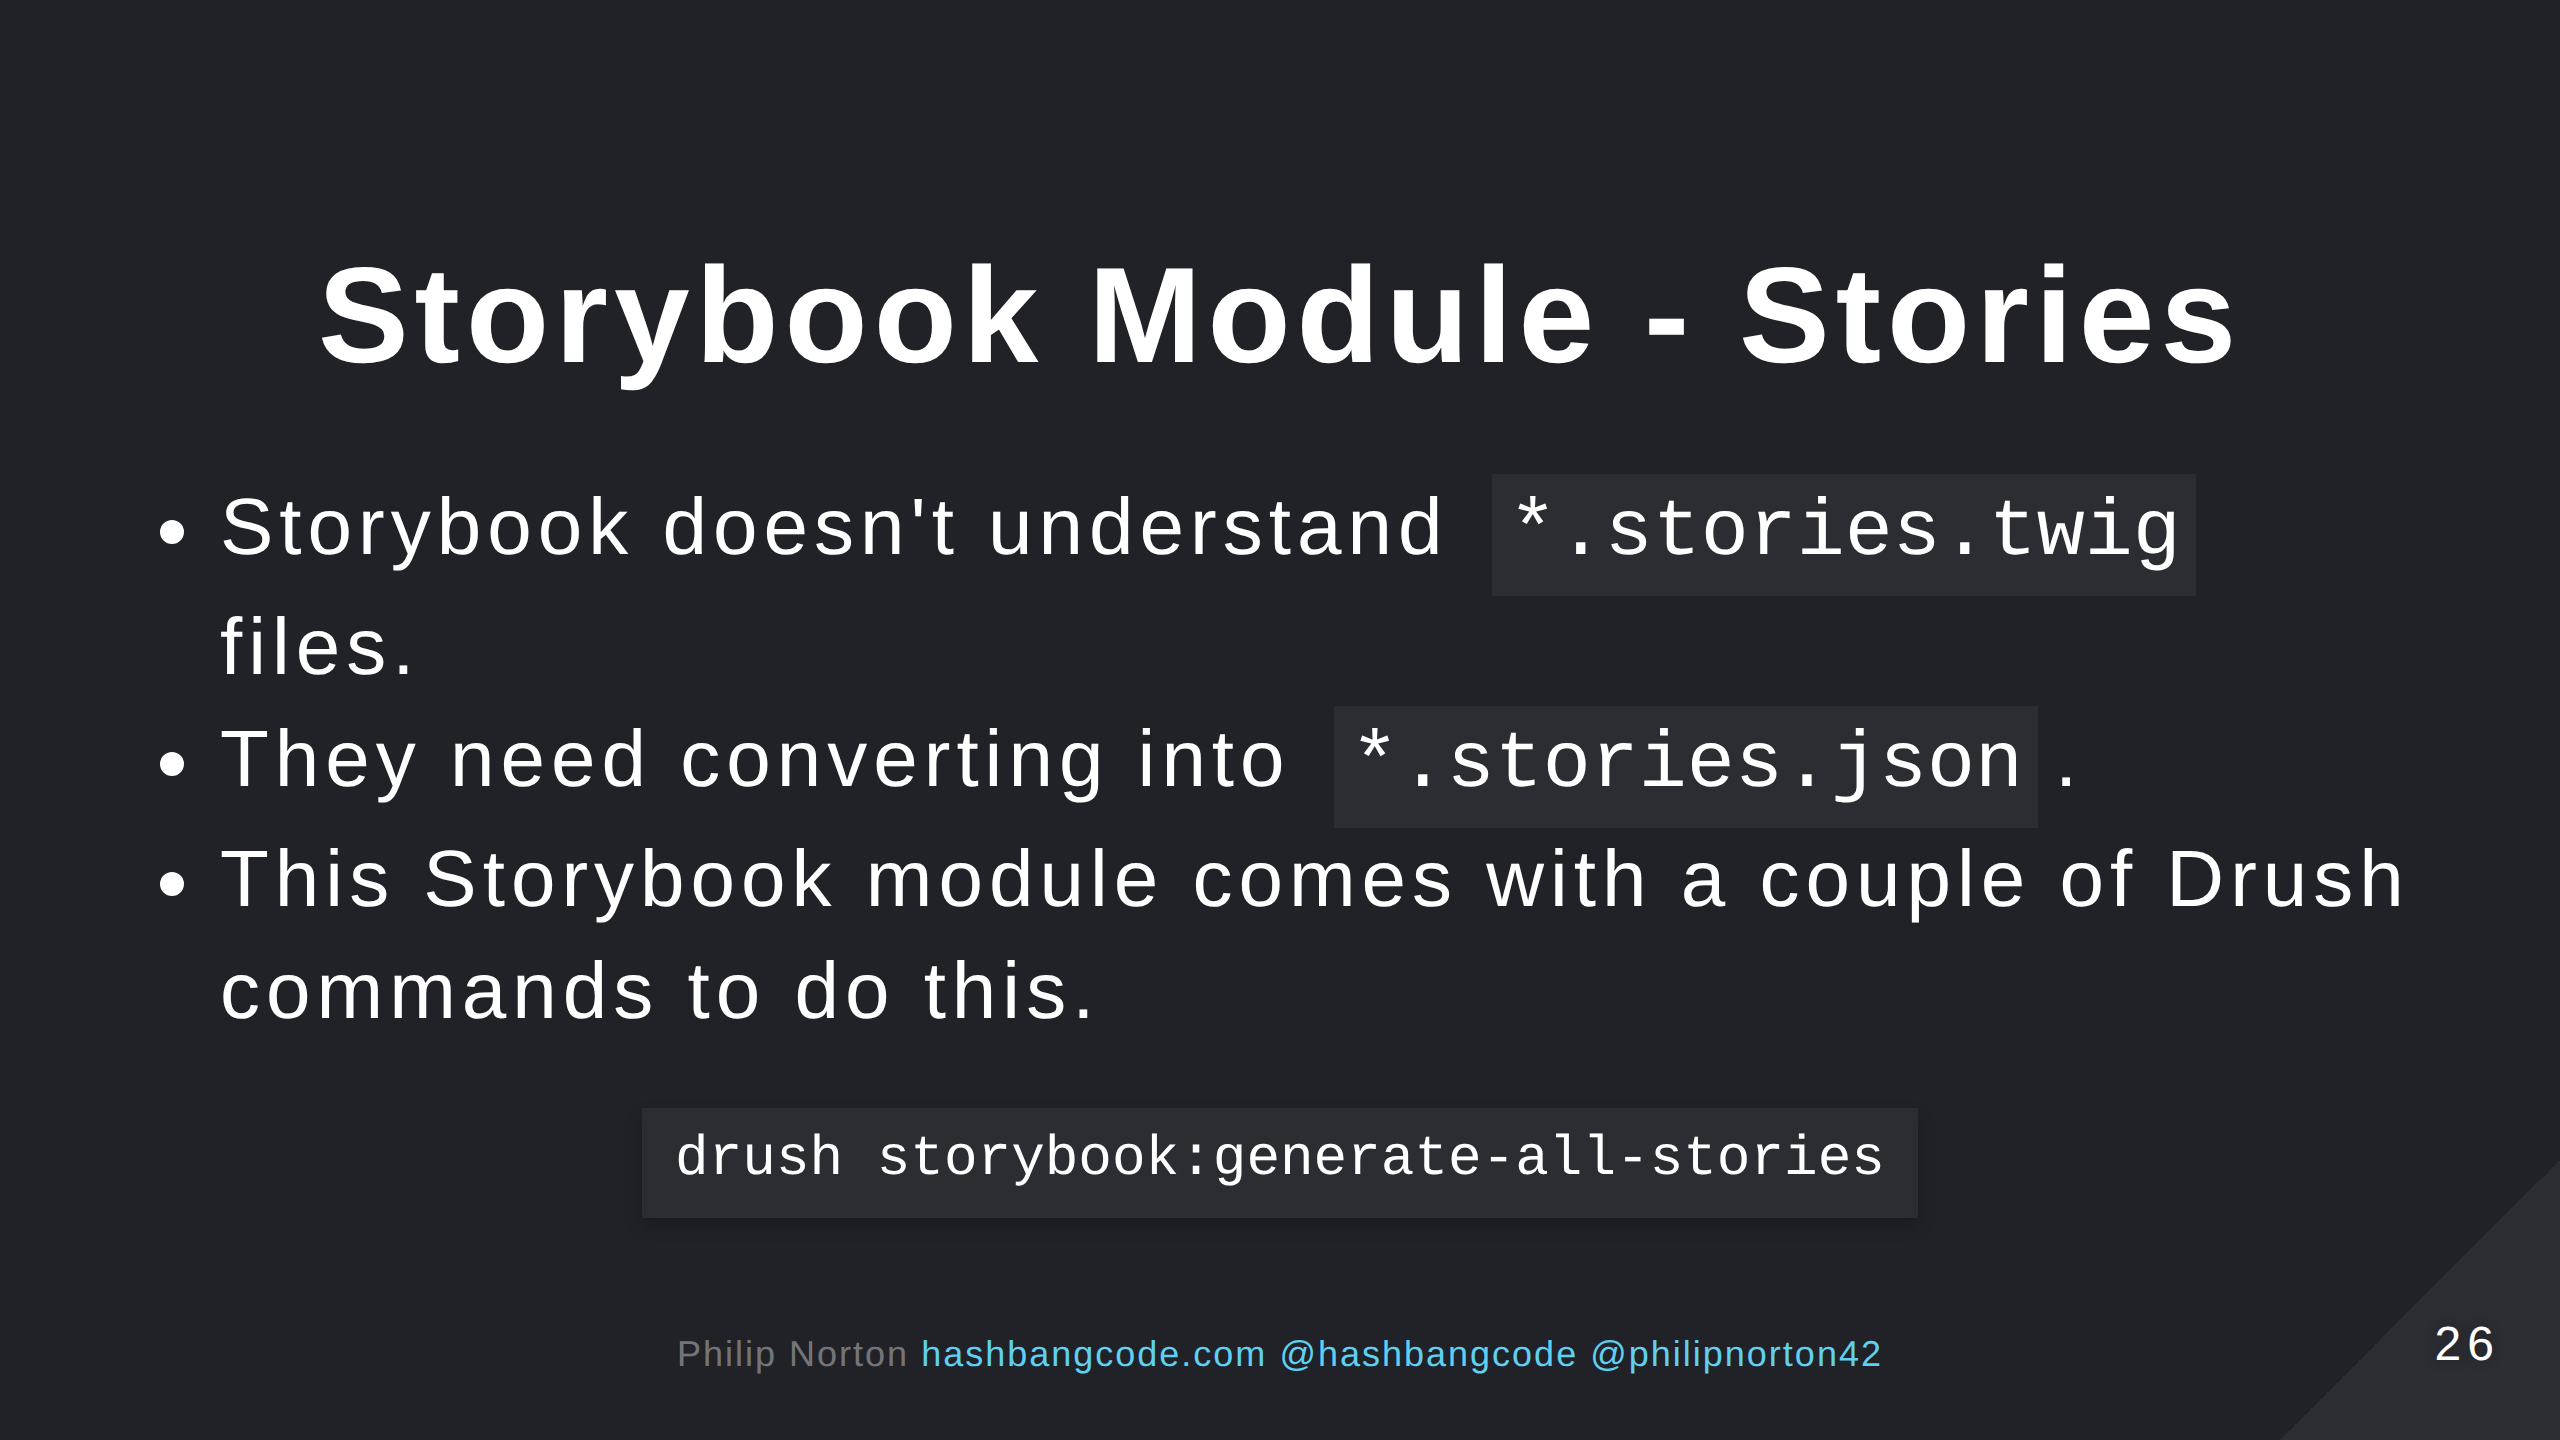 Storybook Module - Stories
• Storybook doesn't understand *.stories.twig
files.
• They need converting into *.stories.json.
• This Storybook module comes with a couple of Drush
commands to do this.
drush storybook:generate-all-stories
Philip Norton hashbangcode.com @hashbangcode @philipnorton42
26